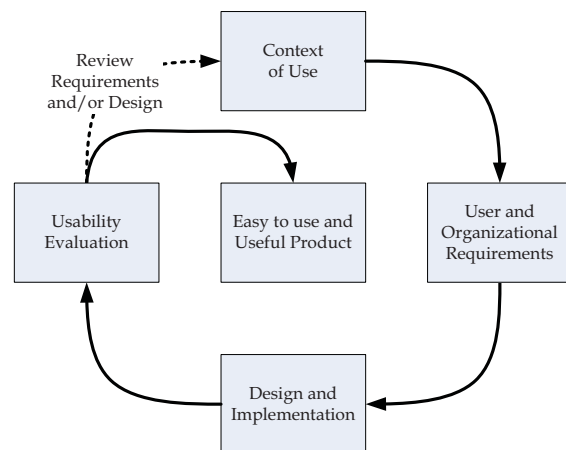 Context
of Use
Review
Requirements
and/or Design
Usability
Evaluation
Easy to use and
Useful Product
User and
Organizational
Requirements
Design and
Implementation